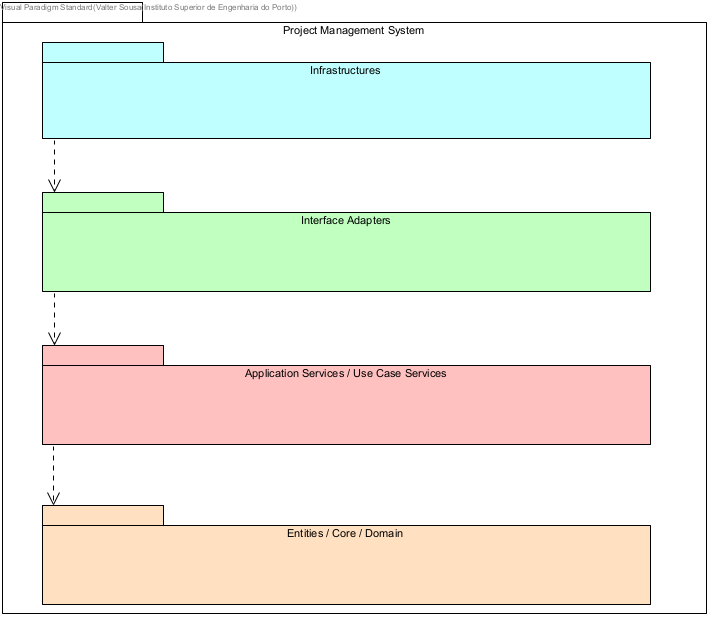 Visual Paradigm Standard(Valter Sousa(Instituto Superior de Engenharia do Porto))
Project Management System
Infrastructures
Interface Adapters
Application Services / Use Case Services
Entities / Core / Domain